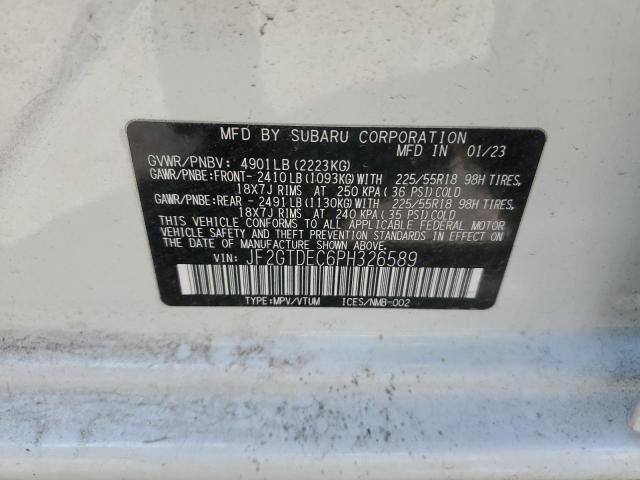 MFD BY SUBARU CORPORATION
MFD IN 01/23
GVWR/PNBV: 4901LB(2223KG)
GAWR/PNBE:FRONT-2410LB(1093KG)WITH 225/55R18 98H TIRES,
18X7J RIMS AT 250 KPA(36 PSI)COLD
GAWR/PNBE:REAR -2491LB(1130KG)WITH 225/55R18 98H TIRES,
18X7J RIMS AT 240 KPA(35 PSI)COLD
THIS VEHICLE CONFORMS TO ALL APPLICABLE FEDERAL MOTOR
VEHICLE SAFETY AND THEFT PREVENTION STANDARDS IN EFFECT
ON THE DATE OF MANUFACTURE SHOWN ABOVE.
VIN: JF2GTDEC6PH326589
TYPE:MPV/VTUM ICES/NMB-002